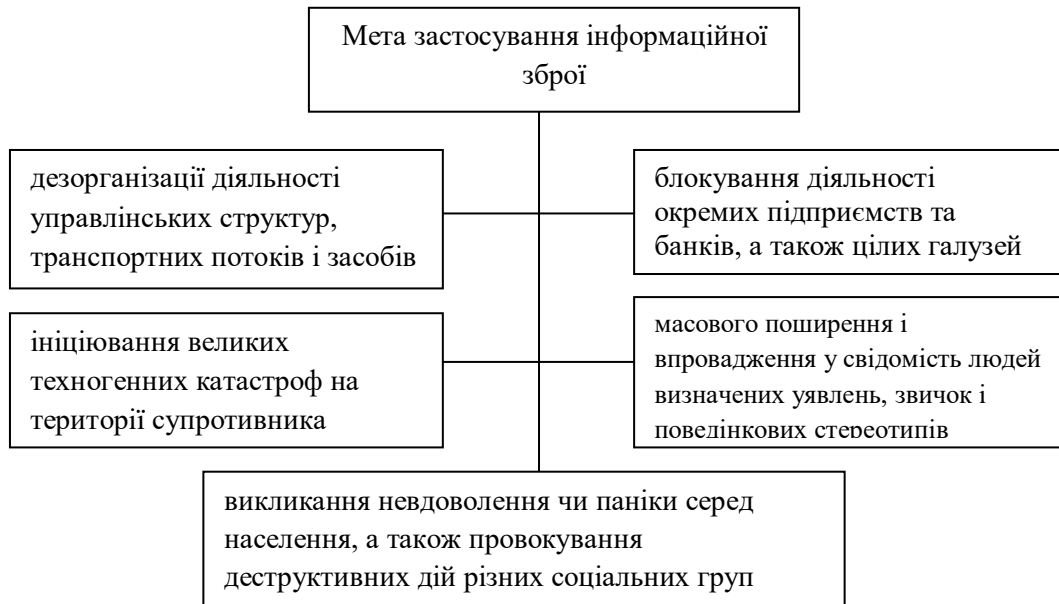 Мета застосування інформаційної
зброї
дезорганізації діяльності
управлінських структур,
транспортних потоків і засобів
блокування діяльності
окремих підприємств та
банків, а також цілих галузей
ініціювання великих
техногенних катастроф на
території супротивника
масового поширення і
впровадження у свідомість людей
визначених уявлень, звичок і
поведінкових стереотипів
викликання невдоволення чи паніки серед
населення, а також провокування
деструктивних дій різних соціальних груп